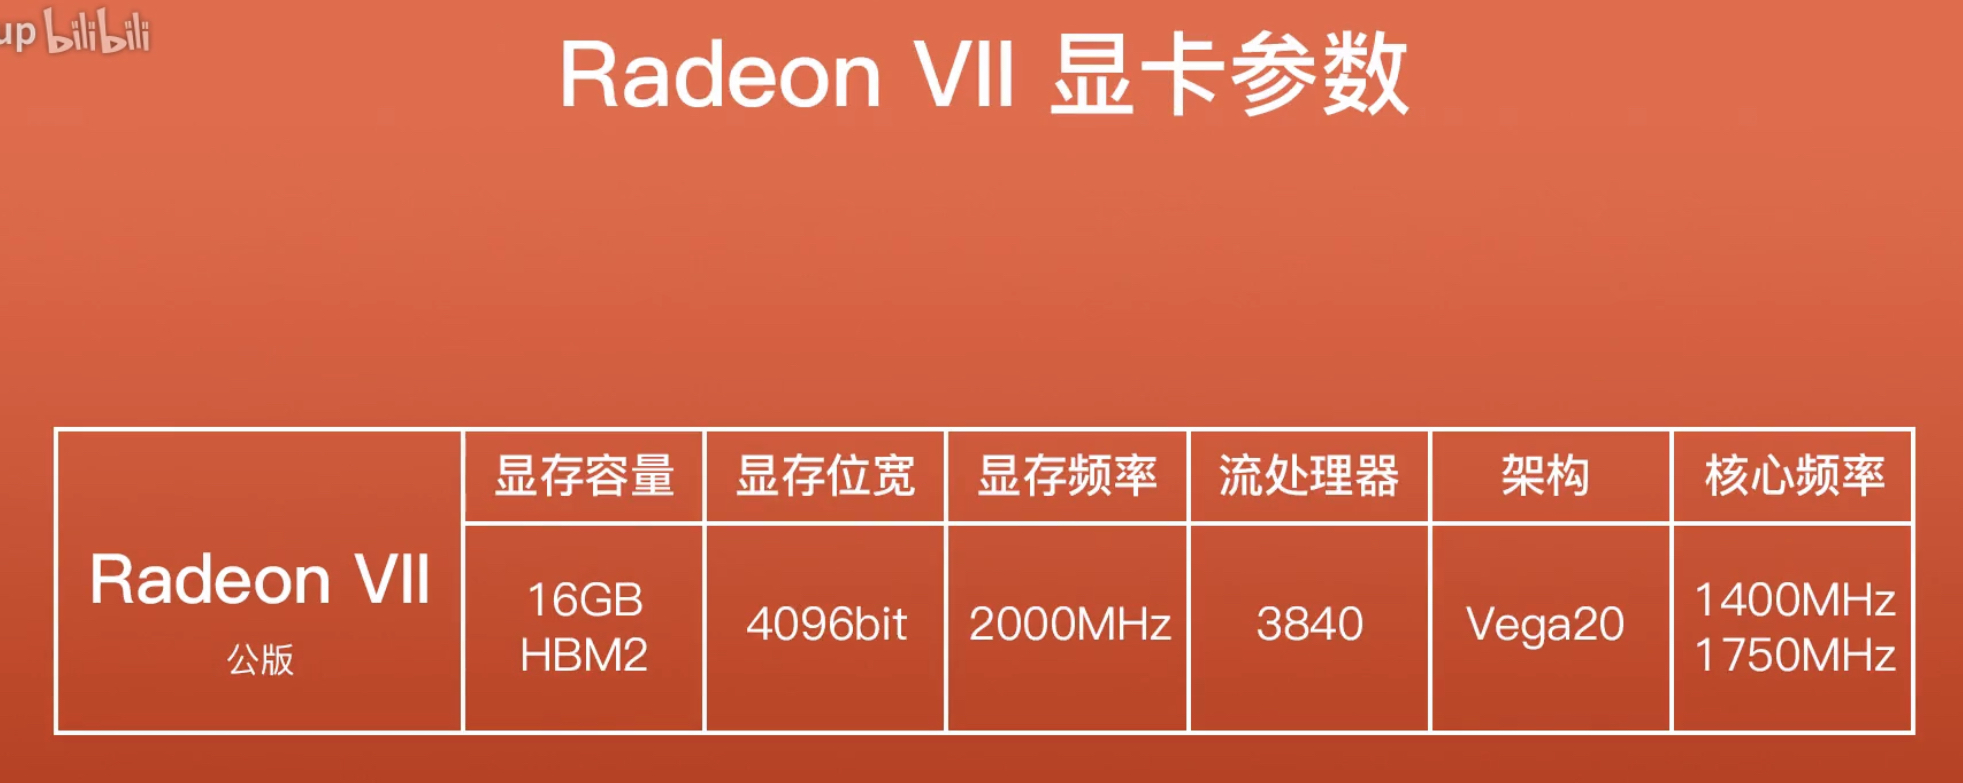 up bilibili
Radeon VII 显卡参数
显存容量 显存位宽 显存频率 流处理器 架构 核心频率
Radeon VII
公版
16GB
HBM2
4096bit
2000MHz
3840
Vega20
1400MHz
1750MHz